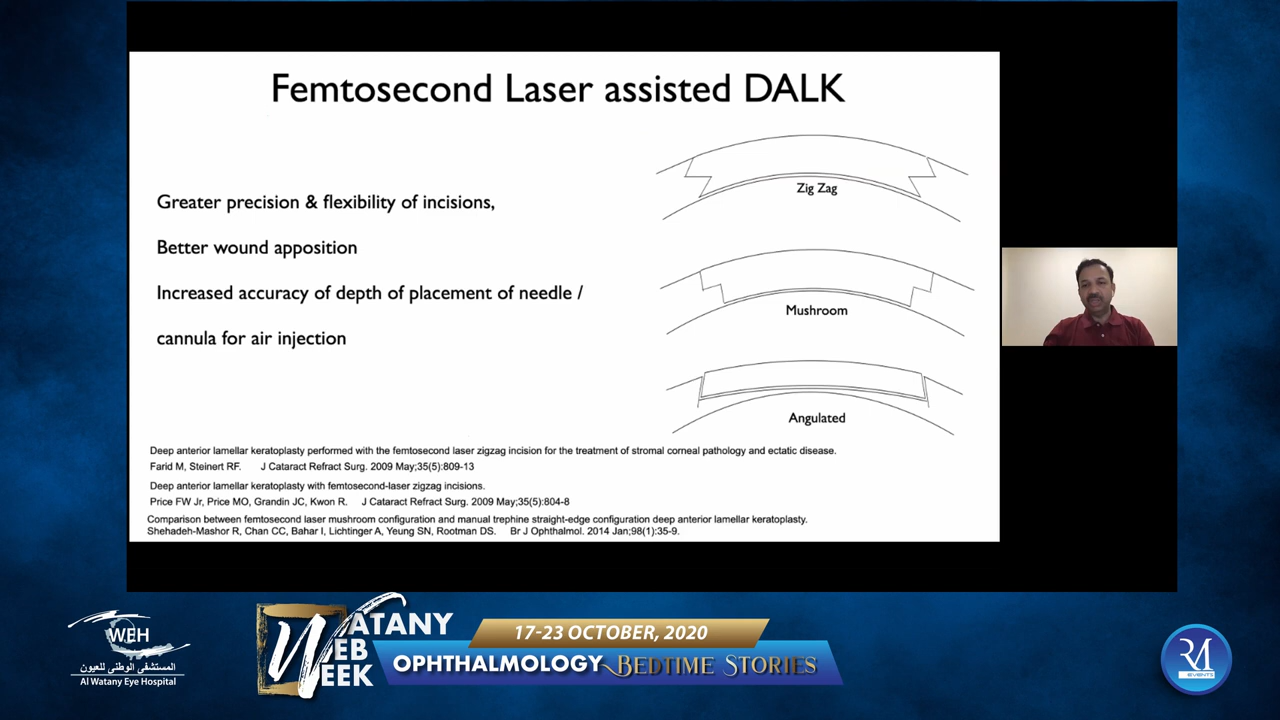 Femtosecond Laser assisted DALK
Greater precision & flexibility of incisions,
Better wound apposition
Increased accuracy of depth of placement of needle /
cannula for air injection
Zig Zag
Mushroom
Angulated
Deep anterior lamellar keratoplasty performed with the femtosecond laser zigzag incision for the treatment of stromal corneal pathology and ectatic disease.
Farid M, Steinert RF. J Cataract Refract Surg. 2009 May;35(5):809-13
Deep anterior lamellar keratoplasty with femtosecond-laser zigzag incisions.
Price FW Jr, Price MO, Grandin JC, Kwon R. J Cataract Refract Surg. 2009 May;35(5):804-8
Comparison between femtosecond laser mushroom configuration and manual trephine straight-edge configuration deep anterior lamellar keratoplasty.
Shehadeh-Mashor R, Chan CC, Bahar I, Lichtinger A, Yeung SN, Rootman DS. Br J Ophthalmol. 2014 Jan;98(1):35-9.
WEH
المستشفى الوطنى للعيون
Al Watany Eye Hospital
WATANY
WEB
WEEK
17-23 OCTOBER, 2020
OPHTHALMOLOGY BEDTIME STORIES
RM
EVENTS